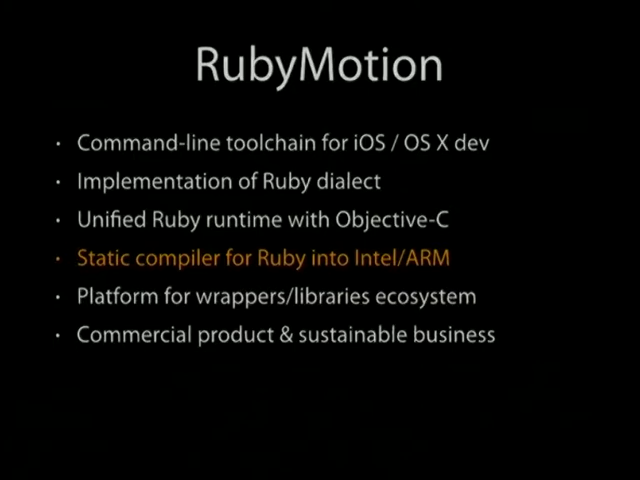 RubyMotion
· Command-line toolchain for iOS / OS X dev
· Implementation of Ruby dialect
· Unified Ruby runtime with Objective-C
· Static compiler for Ruby into Intel/ARM
· Platform for wrappers/libraries ecosystem
· Commercial product & sustainable business